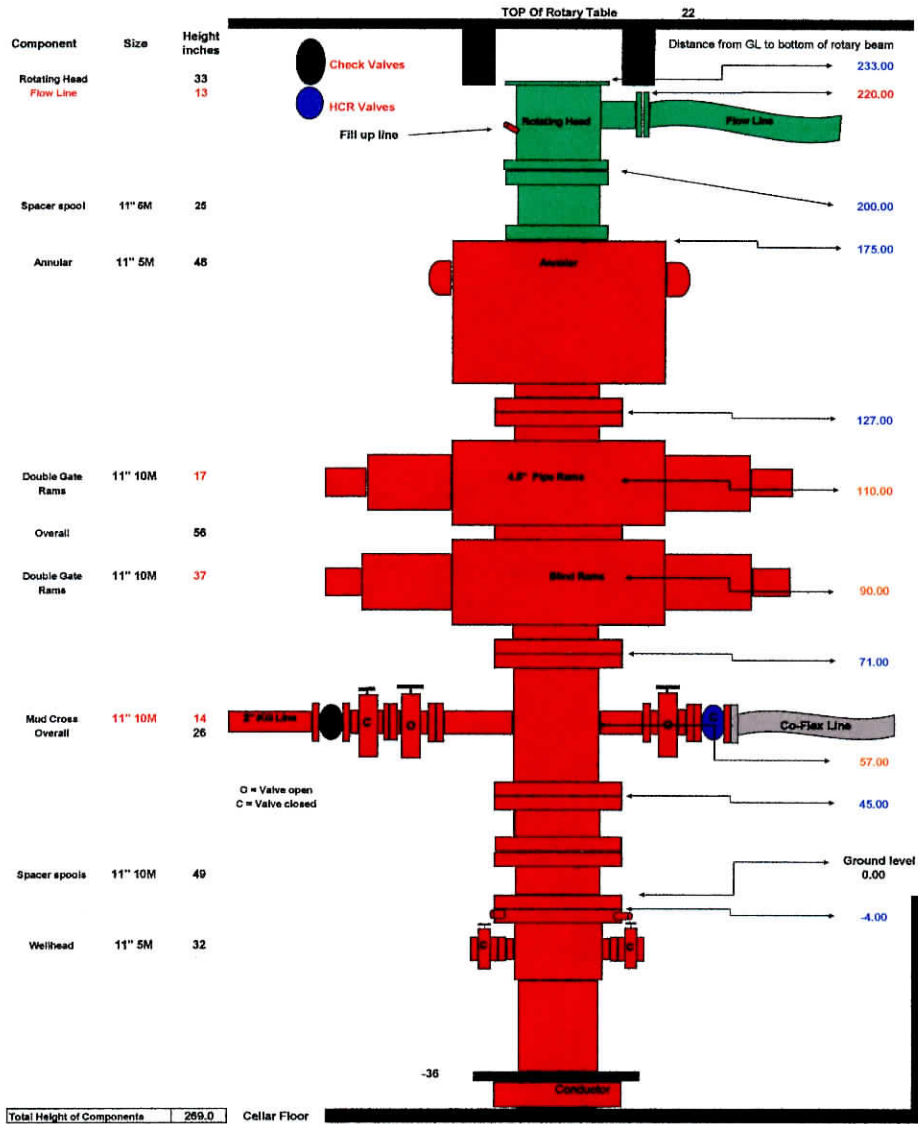 TOP Of Rotary Table 22
Component Size Height inches
Distance from GL to bottom of rotary beam
Check Valves
HCR Valves
Rotating Head 33
Flow Line 13
233.00
220.00
Fill up line
Rotating Head
Flow Line
Spacer spool 11" 5M 25
200.00
175.00
Annular 11" 5M 48
Annular
127.00
Double Gate Rams 11" 10M 17
4.5" Pipe Rams
110.00
Overall 56
Double Gate Rams 11" 10M 37
Blind Rams
90.00
71.00
Mud Cross 11" 10M 14
Overall 26
2" Kill Line
C
O
O
C
Co-Flex Line
57.00
O = Valve open
C = Valve closed
45.00
Ground level
0.00
Spacer spools 11" 10M 49
-4.00
Wellhead 11" 5M 32
C
C
-36
Conductor
Total Height of Components 269.0
Cellar Floor